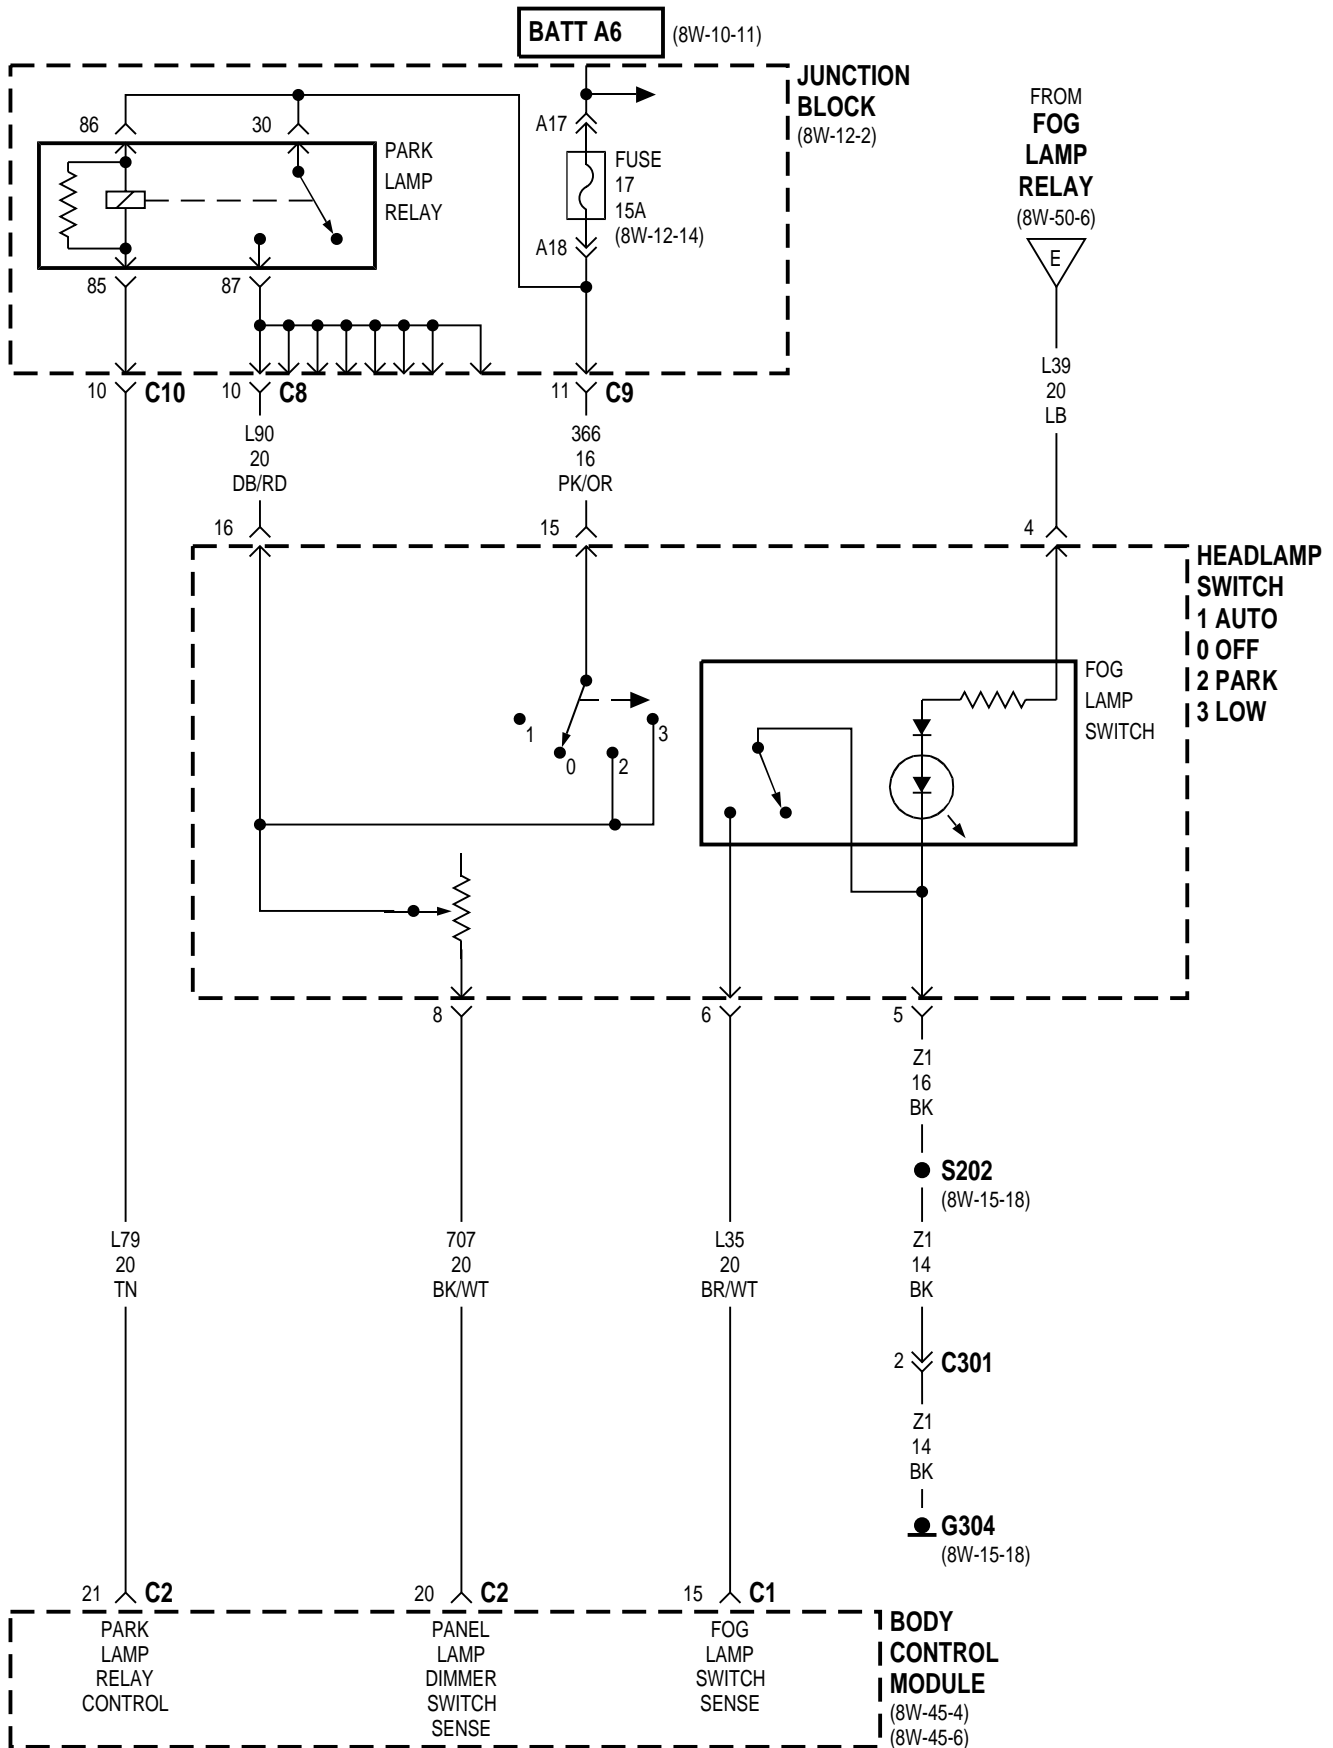 BATT A6 (8W-10-11)
JUNCTION
BLOCK
(8W-12-2)
FROM
FOG
LAMP
RELAY
(8W-50-6)
E
86 30
PARK
LAMP
RELAY
A17
FUSE
17
15A
(8W-12-14)
A18
85 87
10 C10 10 C8 11 C9
L39
20
LB
L90
20
DB/RD
366
16
PK/OR
16 15 4
HEADLAMP
SWITCH
1 AUTO
0 OFF
2 PARK
3 LOW
FOG
LAMP
SWITCH
1
0
2
3
8 6 5
Z1
16
BK
S202
(8W-15-18)
L79
20
TN
707
20
BK/WT
L35
20
BR/WT
Z1
14
BK
2 C301
Z1
14
BK
G304
(8W-15-18)
21 C2 20 C2 15 C1
PARK
LAMP
RELAY
CONTROL
PANEL
LAMP
DIMMER
SWITCH
SENSE
FOG
LAMP
SWITCH
SENSE
BODY
CONTROL
MODULE
(8W-45-4)
(8W-45-6)